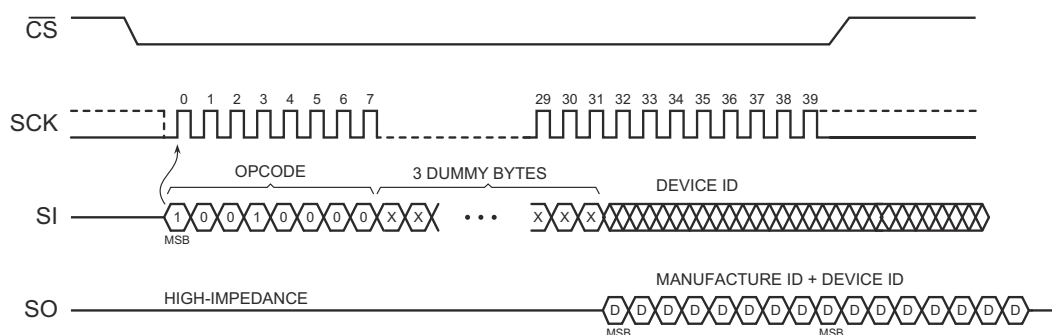 CS
0 1 2 3 4 5 6 7 29 30 31 32 33 34 35 36 37 38 39
SCK
OPCODE 3 DUMMY BYTES DEVICE ID
SI 1 0 0 1 0 0 0 0 X X • • • X X X
MSB
MANUFACTURE ID + DEVICE ID
HIGH-IMPEDANCE
SO D D D D D D D D D D D D D D D D
MSB MSB